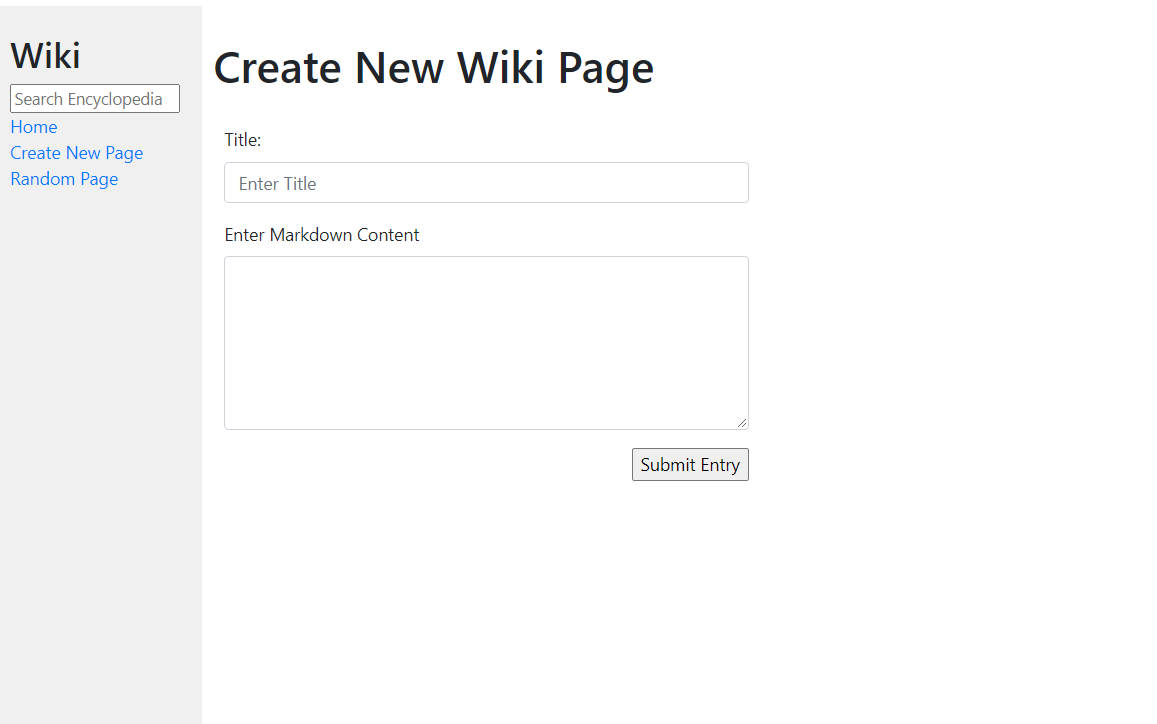 Wiki
Search Encyclopedia
Home
Create New Page
Random Page
Create New Wiki Page
Title:
Enter Title
Enter Markdown Content
Submit Entry